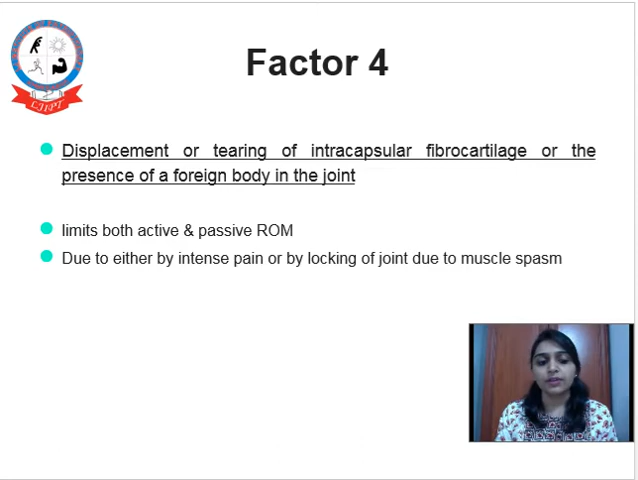 Factor 4
Displacement or tearing of intracapsular fibrocartilage or the
presence of a foreign body in the joint
limits both active & passive ROM
Due to either by intense pain or by locking of joint due to muscle spasm